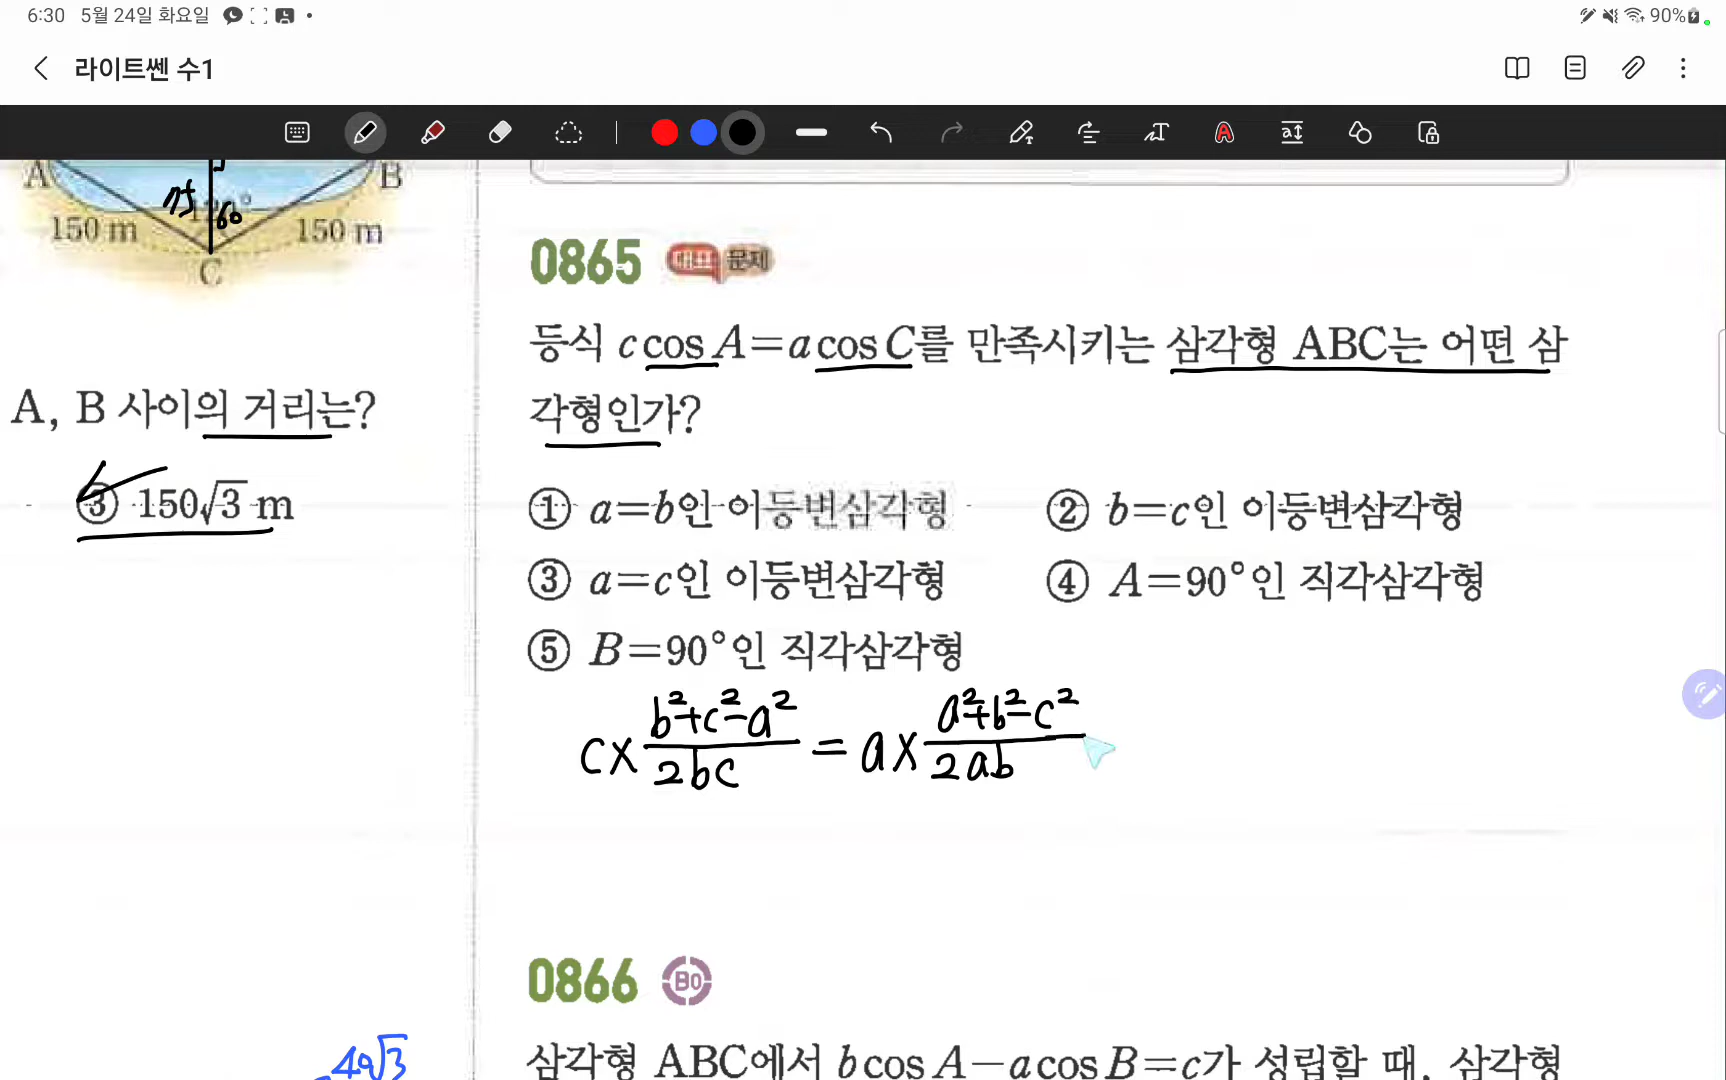 6:30 5월 24일 화요일 90%
라이트쎈 수1
A B
60°
150 m 150 m
C
A, B 사이의 거리는?
③ 150√3 m
40√3
0865 대표 문제
등식 c cos A=a cos C를 만족시키는 삼각형 ABC는 어떤 삼
각형인가?
① a=b인 이등변삼각형 ② b=c인 이등변삼각형
③ a=c인 이등변삼각형 ④ A=90°인 직각삼각형
⑤ B=90°인 직각삼각형
c× (b²+c²-a²)/2bc = a× (a²+b²-c²)/2ab
0866
삼각형 ABC에서 b cos A-a cos B=c가 성립할 때, 삼각형